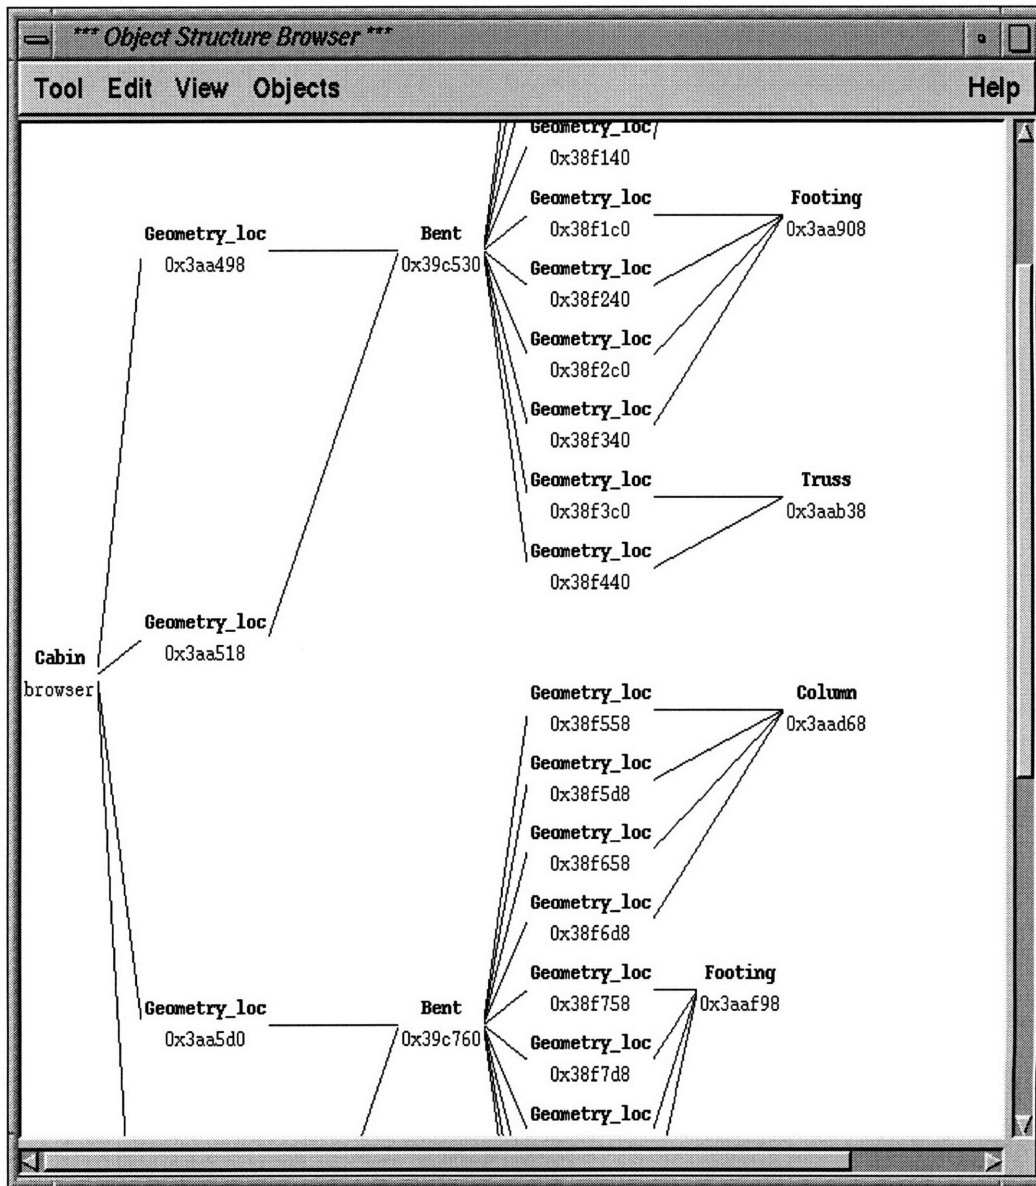 *** Object Structure Browser ***
Tool Edit View Objects Help
Geometry_loc
0x38f140
Geometry_loc
0x38f1c0
Footing
0x3aa908
Geometry_loc
0x3aa498
Bent
0x39c530
Geometry_loc
0x38f240
Geometry_loc
0x38f2c0
Geometry_loc
0x38f340
Geometry_loc
0x38f3c0
Truss
0x3aab38
Geometry_loc
0x38f440
Geometry_loc
0x3aa518
Cabin
browser
Geometry_loc
0x38f558
Column
0x3aad68
Geometry_loc
0x38f5d8
Geometry_loc
0x38f658
Geometry_loc
0x38f6d8
Geometry_loc
0x38f758
Footing
0x3aaf98
Geometry_loc
0x3aa5d0
Bent
0x39c760
Geometry_loc
0x38f7d8
Geometry_loc